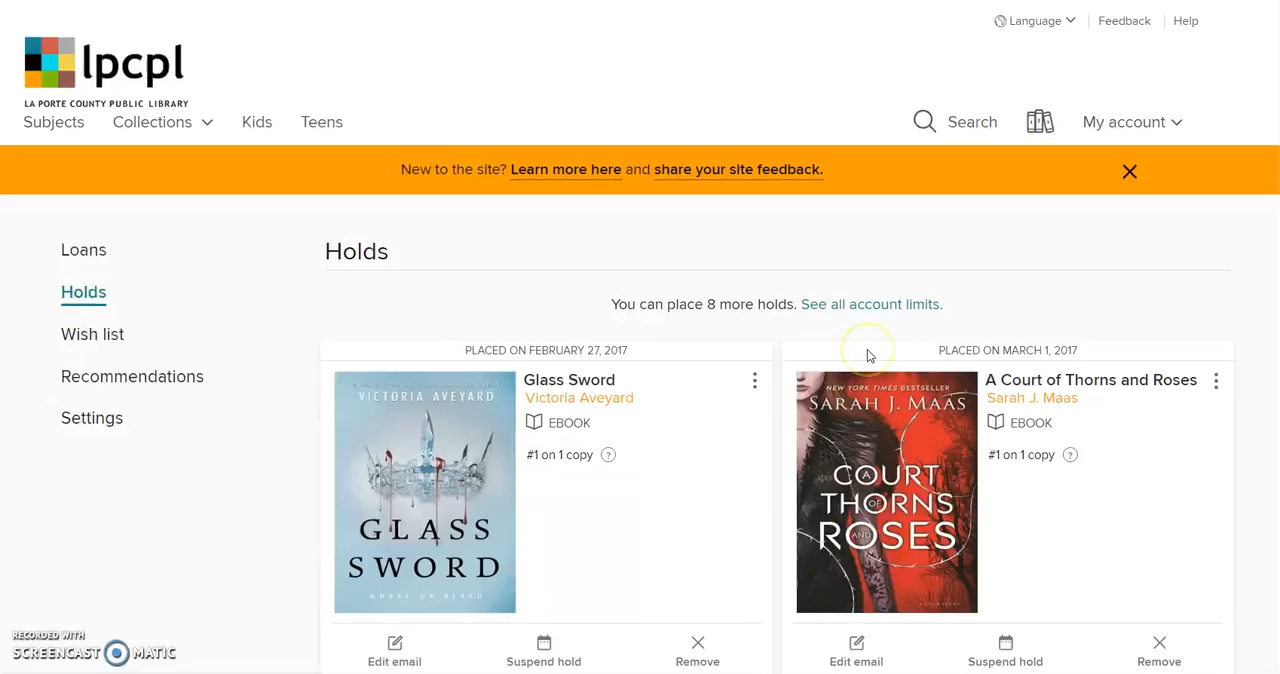 Language
Feedback
Help
lpcpl
LA PORTE COUNTY PUBLIC LIBRARY
Subjects
Collections
Kids
Teens
Search
My account
New to the site? Learn more here and share your site feedback.
Loans
Holds
Wish list
Recommendations
Settings
Holds
You can place 8 more holds. See all account limits.
PLACED ON FEBRUARY 27, 2017
VICTORIA AVEYARD
GLASS
SWORD
Glass Sword
Victoria Aveyard
EBOOK
#1 on 1 copy ?
Edit email
Suspend hold
Remove
PLACED ON MARCH 1, 2017
NEW YORK TIMES BESTSELLER
SARAH J. MAAS
A
COURT
OF
THORNS
AND
ROSES
A Court of Thorns and Roses
Sarah J. Maas
EBOOK
#1 on 1 copy ?
Edit email
Suspend hold
Remove
RECORDED WITH
SCREENCAST MATIC